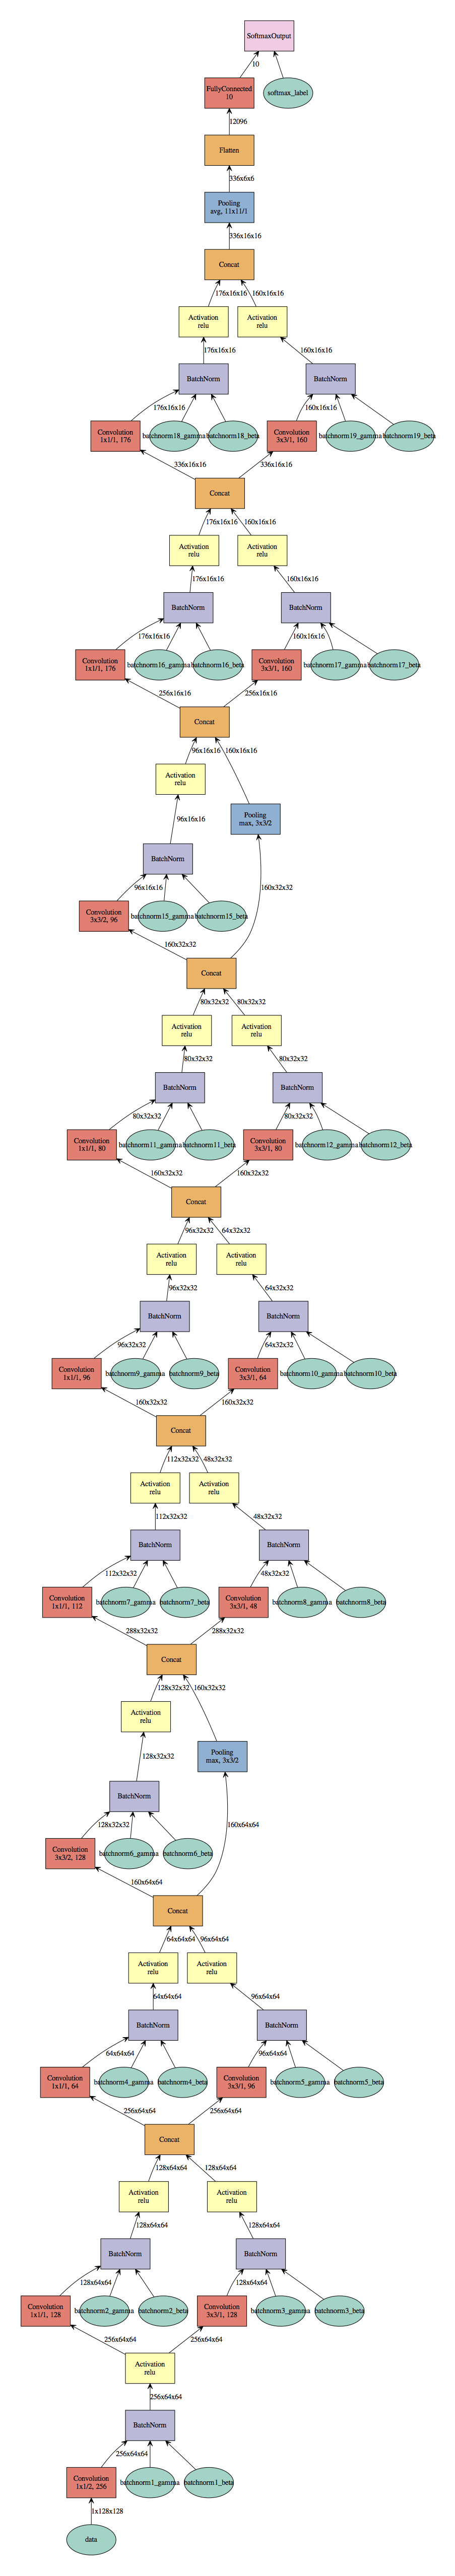 SoftmaxOutput
10
FullyConnected
10
softmax_label
12096
Flatten
336x6x6
Pooling
avg, 11x11/1
336x16x16
Concat
176x16x16
160x16x16
Activation
relu
Activation
relu
176x16x16
160x16x16
BatchNorm
BatchNorm
176x16x16
160x16x16
Convolution
1x1/1, 176
batchnorm18_gamma
batchnorm18_beta
Convolution
3x3/1, 160
batchnorm19_gamma
batchnorm19_beta
336x16x16
336x16x16
Concat
176x16x16
160x16x16
Activation
relu
Activation
relu
176x16x16
160x16x16
BatchNorm
BatchNorm
176x16x16
160x16x16
Convolution
1x1/1, 176
batchnorm16_gamma
batchnorm16_beta
Convolution
3x3/1, 160
batchnorm17_gamma
batchnorm17_beta
256x16x16
256x16x16
Concat
96x16x16
160x16x16
Activation
relu
Pooling
max, 3x3/2
96x16x16
BatchNorm
96x16x16
160x32x32
Convolution
3x3/2, 96
batchnorm15_gamma
batchnorm15_beta
160x32x32
Concat
80x32x32
80x32x32
Activation
relu
Activation
relu
80x32x32
80x32x32
BatchNorm
BatchNorm
80x32x32
80x32x32
Convolution
1x1/1, 80
batchnorm11_gamma
batchnorm11_beta
Convolution
3x3/1, 80
batchnorm12_gamma
batchnorm12_beta
160x32x32
160x32x32
Concat
96x32x32
64x32x32
Activation
relu
Activation
relu
96x32x32
64x32x32
BatchNorm
BatchNorm
96x32x32
64x32x32
Convolution
1x1/1, 96
batchnorm9_gamma
batchnorm9_beta
Convolution
3x3/1, 64
batchnorm10_gamma
batchnorm10_beta
160x32x32
160x32x32
Concat
112x32x32
48x32x32
Activation
relu
Activation
relu
112x32x32
48x32x32
BatchNorm
BatchNorm
112x32x32
48x32x32
Convolution
1x1/1, 112
batchnorm7_gamma
batchnorm7_beta
Convolution
3x3/1, 48
batchnorm8_gamma
batchnorm8_beta
288x32x32
288x32x32
Concat
128x32x32
160x32x32
Activation
relu
Pooling
max, 3x3/2
128x32x32
BatchNorm
128x32x32
160x64x64
Convolution
3x3/2, 128
batchnorm6_gamma
batchnorm6_beta
160x64x64
Concat
64x64x64
96x64x64
Activation
relu
Activation
relu
64x64x64
96x64x64
BatchNorm
BatchNorm
64x64x64
96x64x64
Convolution
1x1/1, 64
batchnorm4_gamma
batchnorm4_beta
Convolution
3x3/1, 96
batchnorm5_gamma
batchnorm5_beta
256x64x64
256x64x64
Concat
128x64x64
128x64x64
Activation
relu
Activation
relu
128x64x64
128x64x64
BatchNorm
BatchNorm
128x64x64
128x64x64
Convolution
1x1/1, 128
batchnorm2_gamma
batchnorm2_beta
Convolution
3x3/1, 128
batchnorm3_gamma
batchnorm3_beta
256x64x64
256x64x64
Activation
relu
256x64x64
BatchNorm
256x64x64
Convolution
1x1/2, 256
batchnorm1_gamma
batchnorm1_beta
1x128x128
data